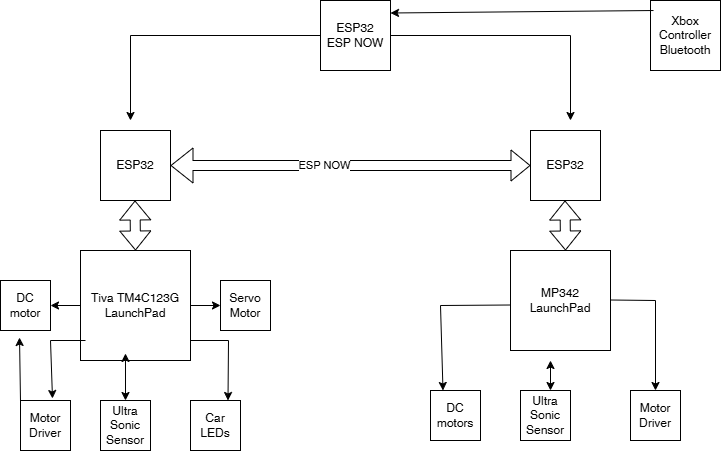 ESP32
ESP NOW
Xbox
Controller
Bluetooth
ESP32
ESP NOW
ESP32
DC
motor
Tiva TM4C123G
LaunchPad
Servo
Motor
MP342
LaunchPad
Motor
Driver
Ultra
Sonic
Sensor
Car
LEDs
DC
motors
Ultra
Sonic
Sensor
Motor
Driver